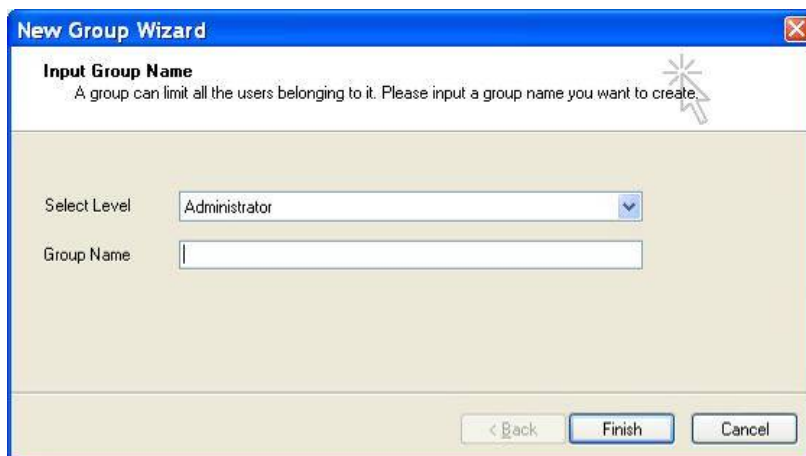 New Group Wizard
Input Group Name
A group can limit all the users belonging to it. Please input a group name you want to create.
Select Level
Administrator
Group Name
< Back
Finish
Cancel